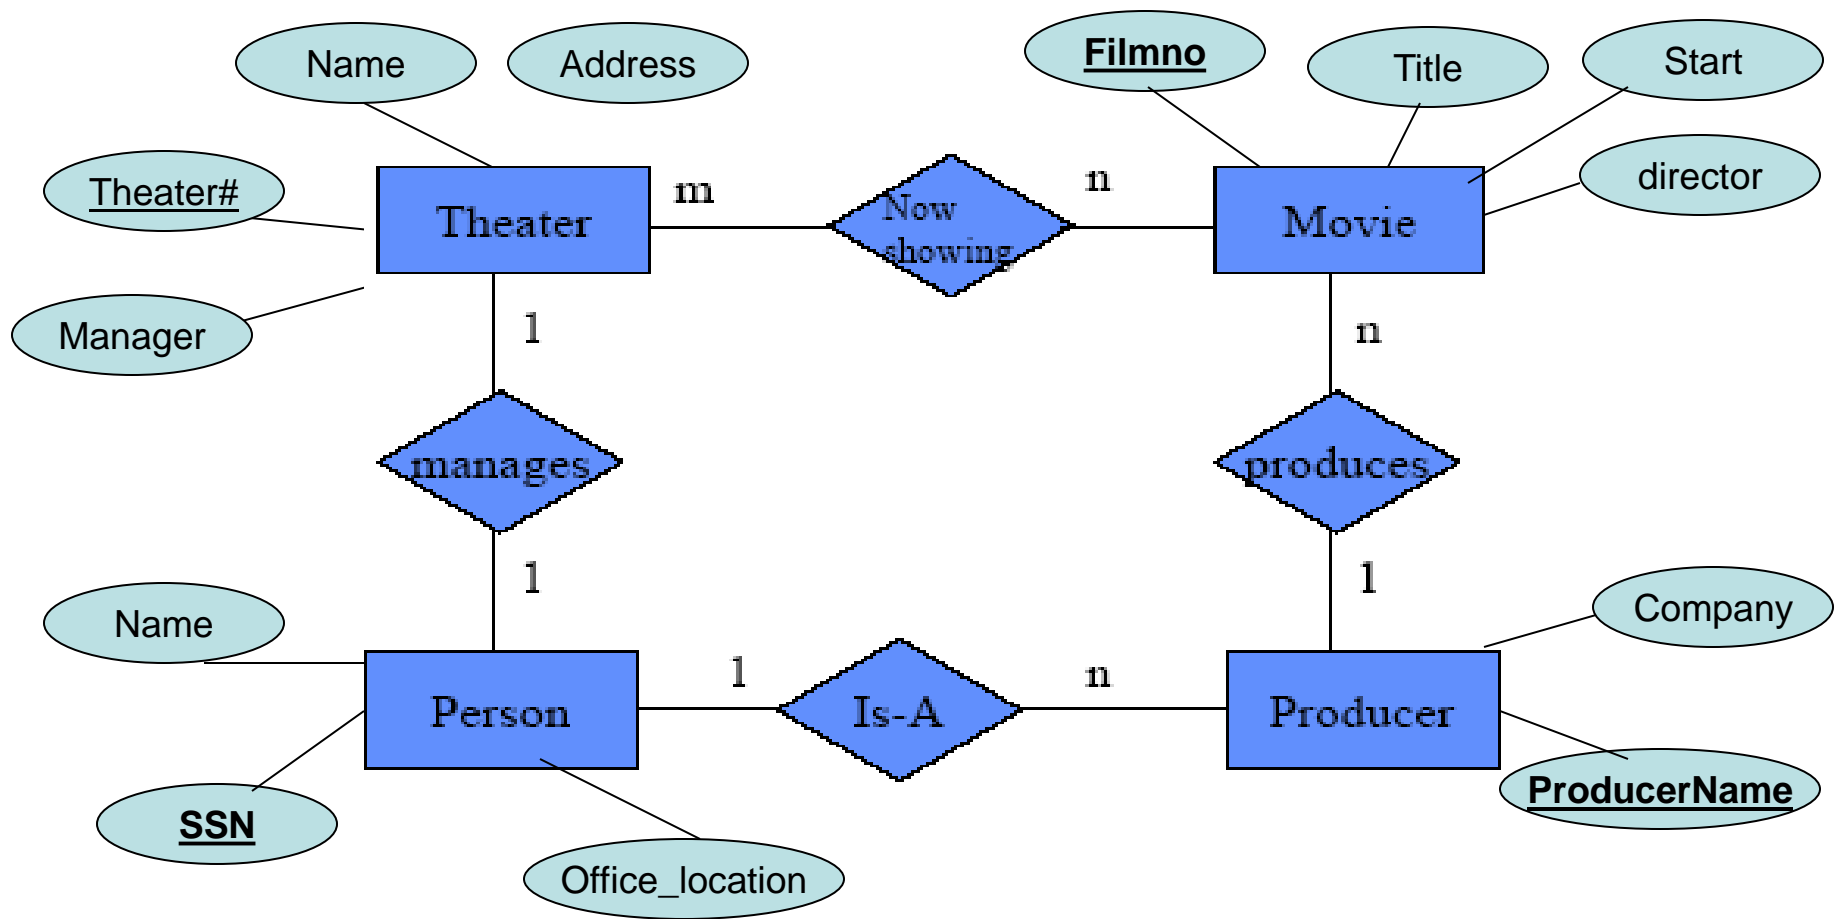 Name
Address
Filmno
Title
Start
Theater#
director
m
n
Theater
Now
showing
Movie
Manager
1
n
manages
produces
1
1
Name
Company
1
n
Person
Is-A
Producer
SSN
ProducerName
Office_location